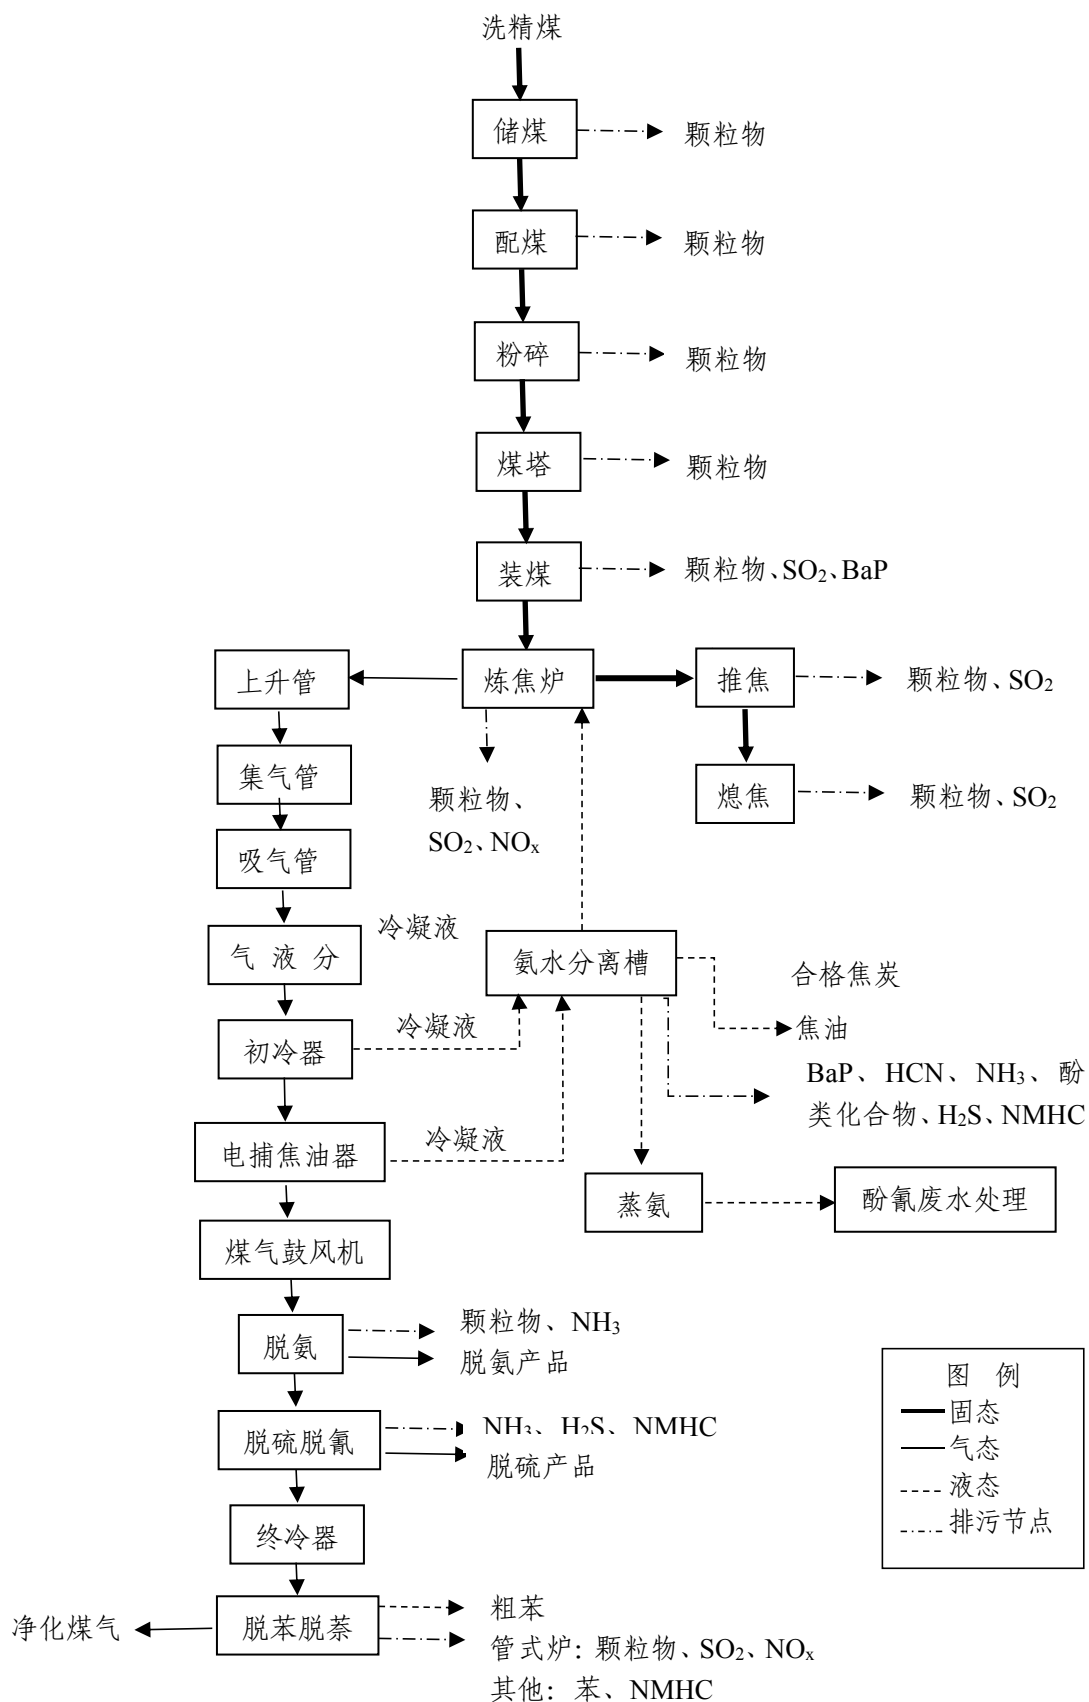 洗精煤
储煤
颗粒物
配煤
颗粒物
粉碎
颗粒物
煤塔
颗粒物
装煤
颗粒物、SO₂、BaP
上升管
炼焦炉
推焦
颗粒物、SO₂
集气管
颗粒物、
SO₂、NOₓ
熄焦
颗粒物、SO₂
吸气管
冷凝液
气 液 分
氨水分离槽
合格焦炭
初冷器
冷凝液
焦油
BaP、HCN、NH₃、酚
类化合物、H₂S、NMHC
电捕焦油器
冷凝液
蒸氨
酚氰废水处理
煤气鼓风机
脱氨
颗粒物、NH₃
脱氨产品
脱硫脱氰
NH₃、H₂S、NMHC
脱硫产品
终冷器
净化煤气
脱苯脱萘
粗苯
管式炉：颗粒物、SO₂、NOₓ
其他：苯、NMHC
图 例
固态
气态
液态
排污节点